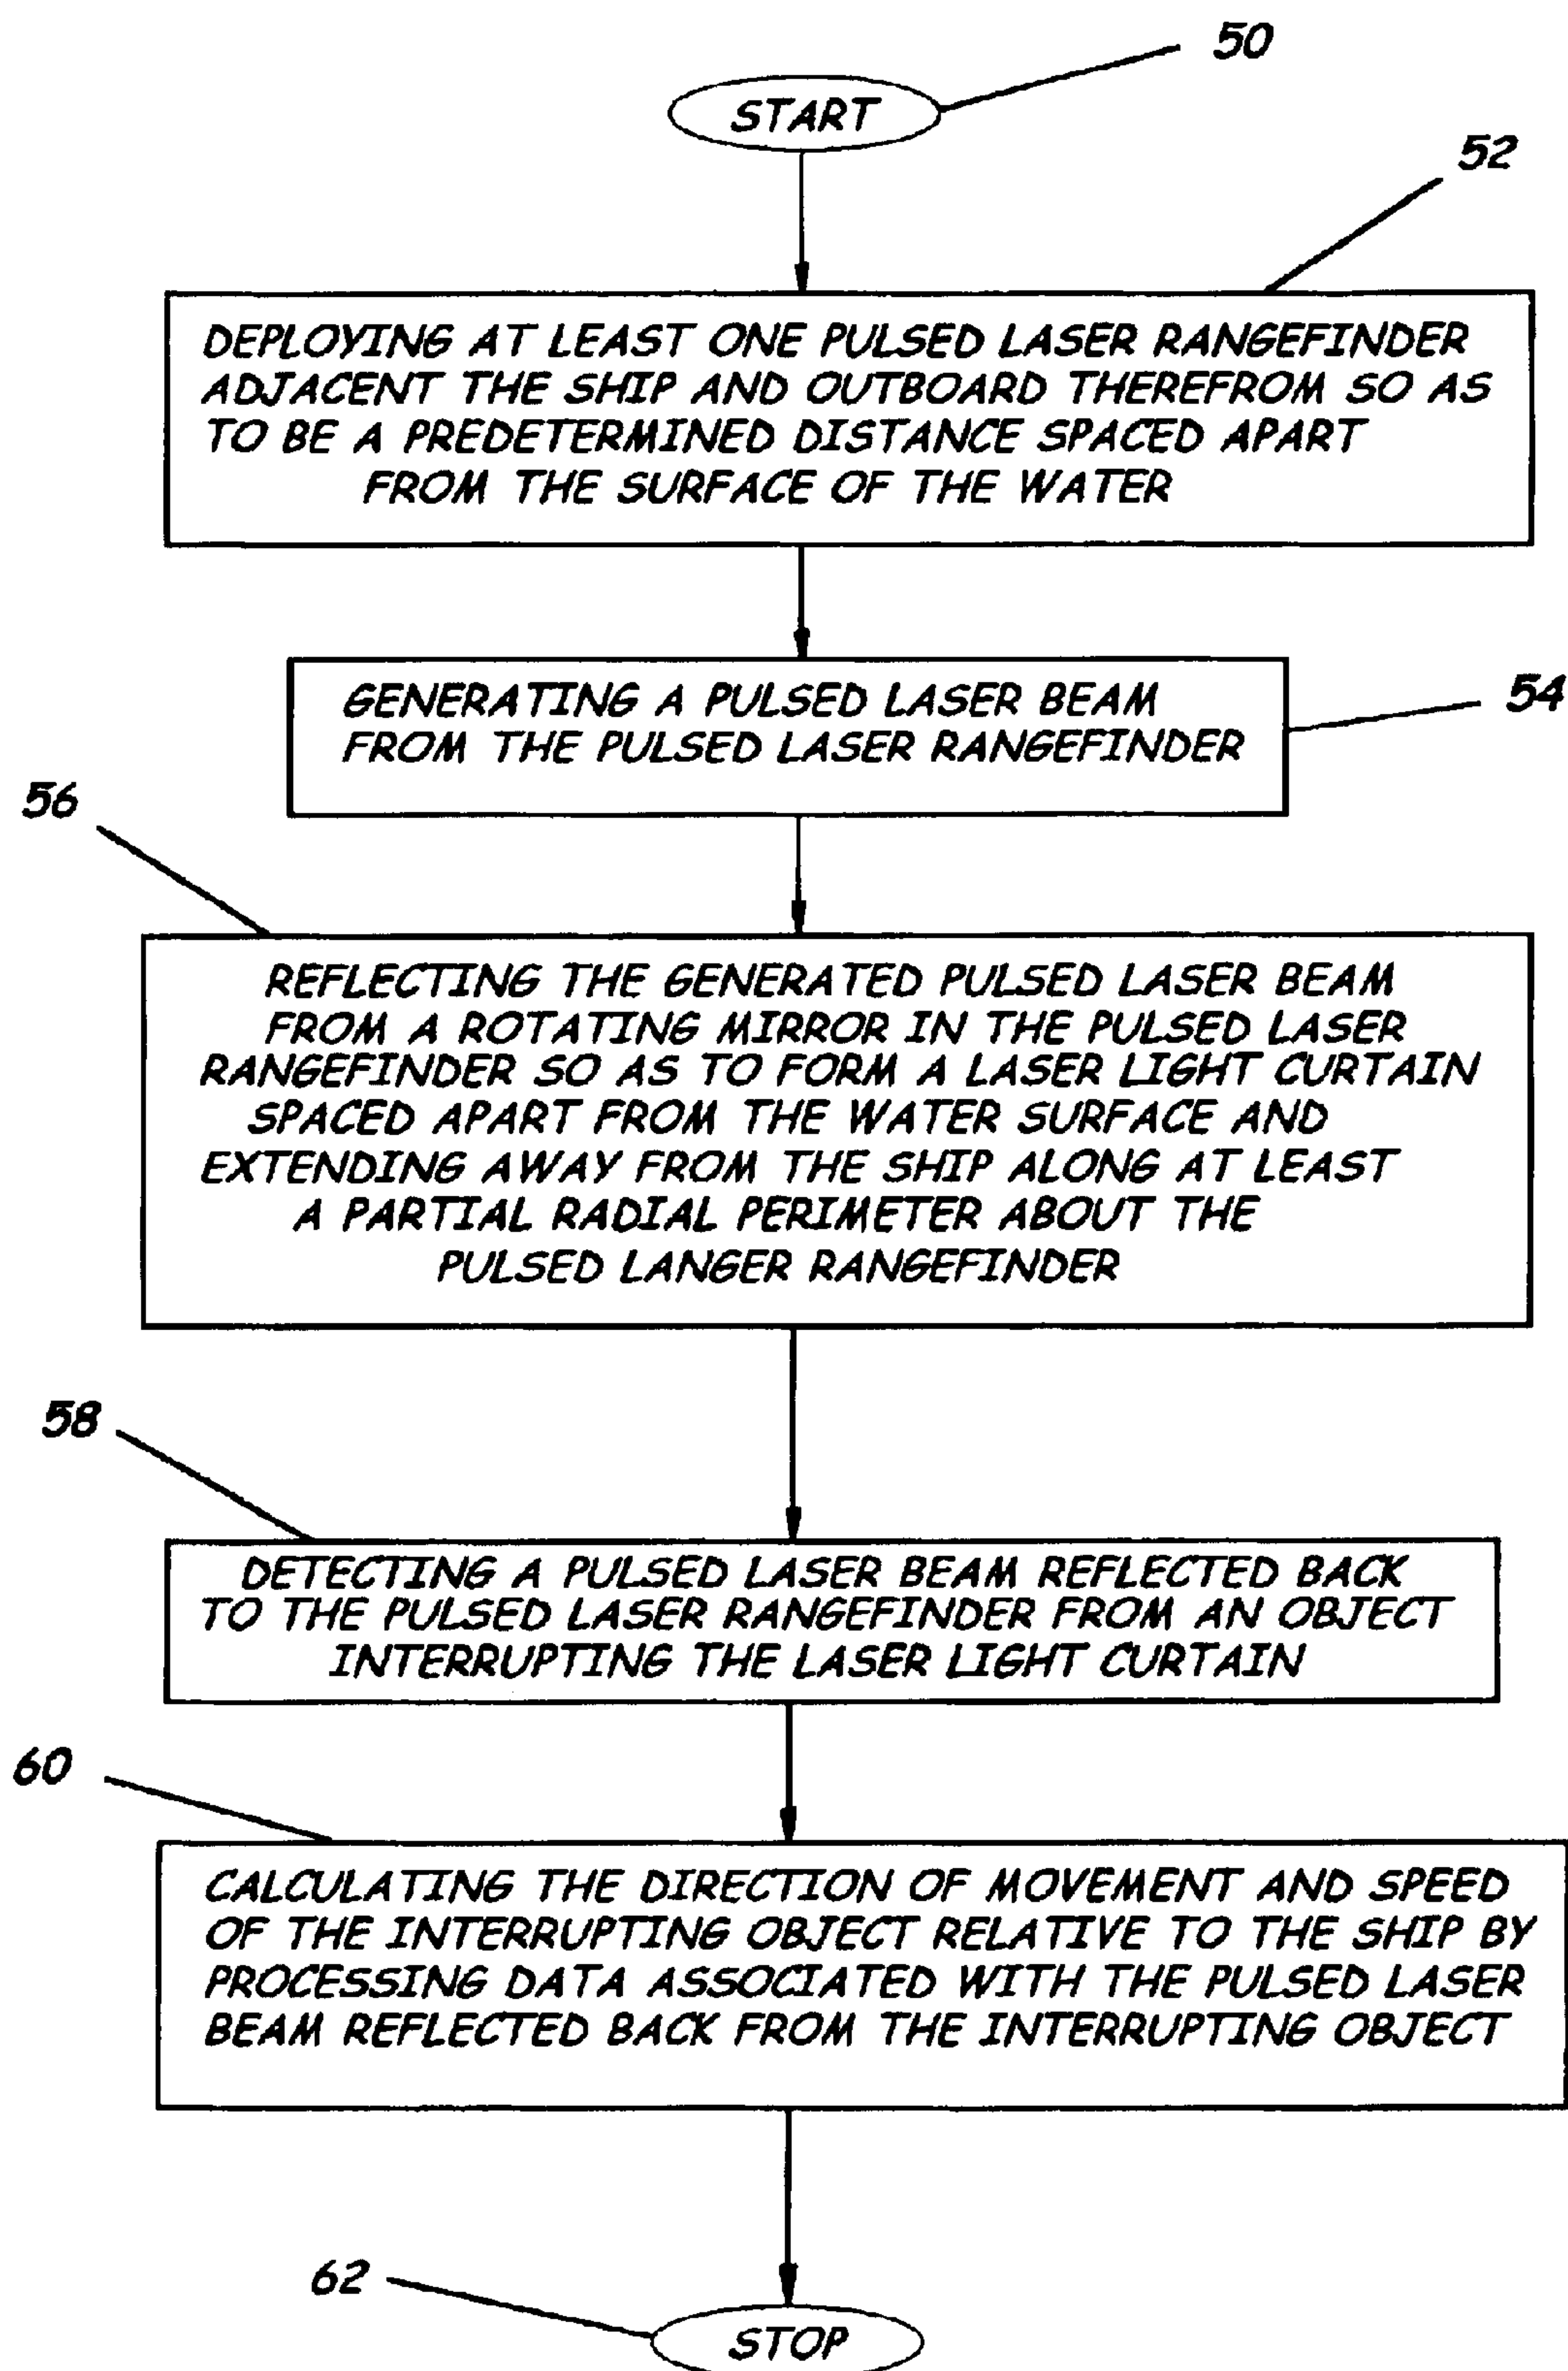 50
START
52
DEPLOYING AT LEAST ONE PULSED LASER RANGEFINDER
ADJACENT THE SHIP AND OUTBOARD THEREFROM SO AS
TO BE A PREDETERMINED DISTANCE SPACED APART
FROM THE SURFACE OF THE WATER
54
GENERATING A PULSED LASER BEAM
FROM THE PULSED LASER RANGEFINDER
56
REFLECTING THE GENERATED PULSED LASER BEAM
FROM A ROTATING MIRROR IN THE PULSED LASER
RANGEFINDER SO AS TO FORM A LASER LIGHT CURTAIN
SPACED APART FROM THE WATER SURFACE AND
EXTENDING AWAY FROM THE SHIP ALONG AT LEAST
A PARTIAL RADIAL PERIMETER ABOUT THE
PULSED LANGER RANGEFINDER
58
DETECTING A PULSED LASER BEAM REFLECTED BACK
TO THE PULSED LASER RANGEFINDER FROM AN OBJECT
INTERRUPTING THE LASER LIGHT CURTAIN
60
CALCULATING THE DIRECTION OF MOVEMENT AND SPEED
OF THE INTERRUPTING OBJECT RELATIVE TO THE SHIP BY
PROCESSING DATA ASSOCIATED WITH THE PULSED LASER
BEAM REFLECTED BACK FROM THE INTERRUPTING OBJECT
62
STOP